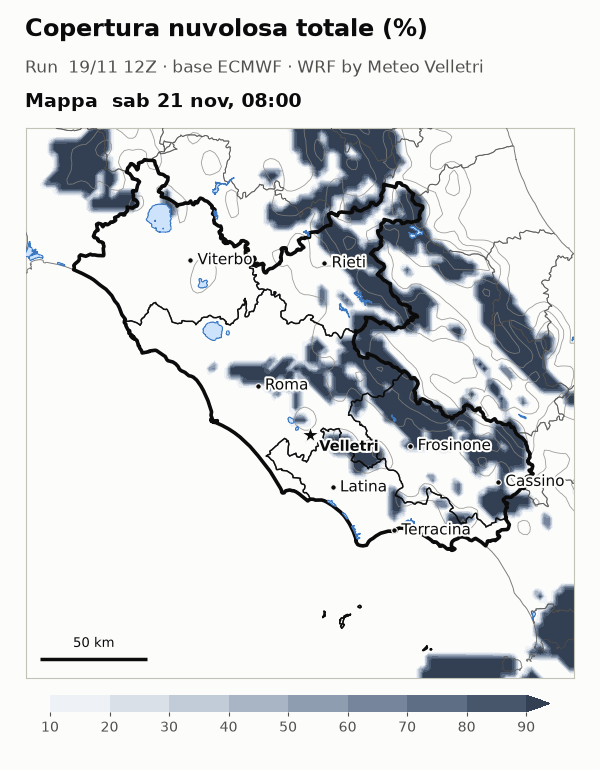 Copertura nuvolosa totale (%)
Run  19/11 12Z · base ECMWF · WRF by Meteo Velletri
Mappa  sab 21 nov, 08:00
Viterbo
Rieti
Roma
Velletri
Frosinone
Latina
Cassino
Terracina
50 km
10 20 30 40 50 60 70 80 90